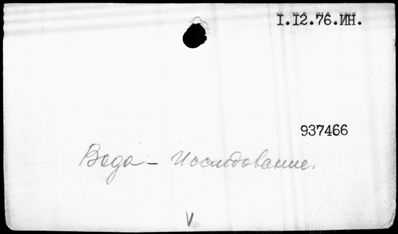 I.I2.76.ИН.
937466
Вода – Исследование.
V